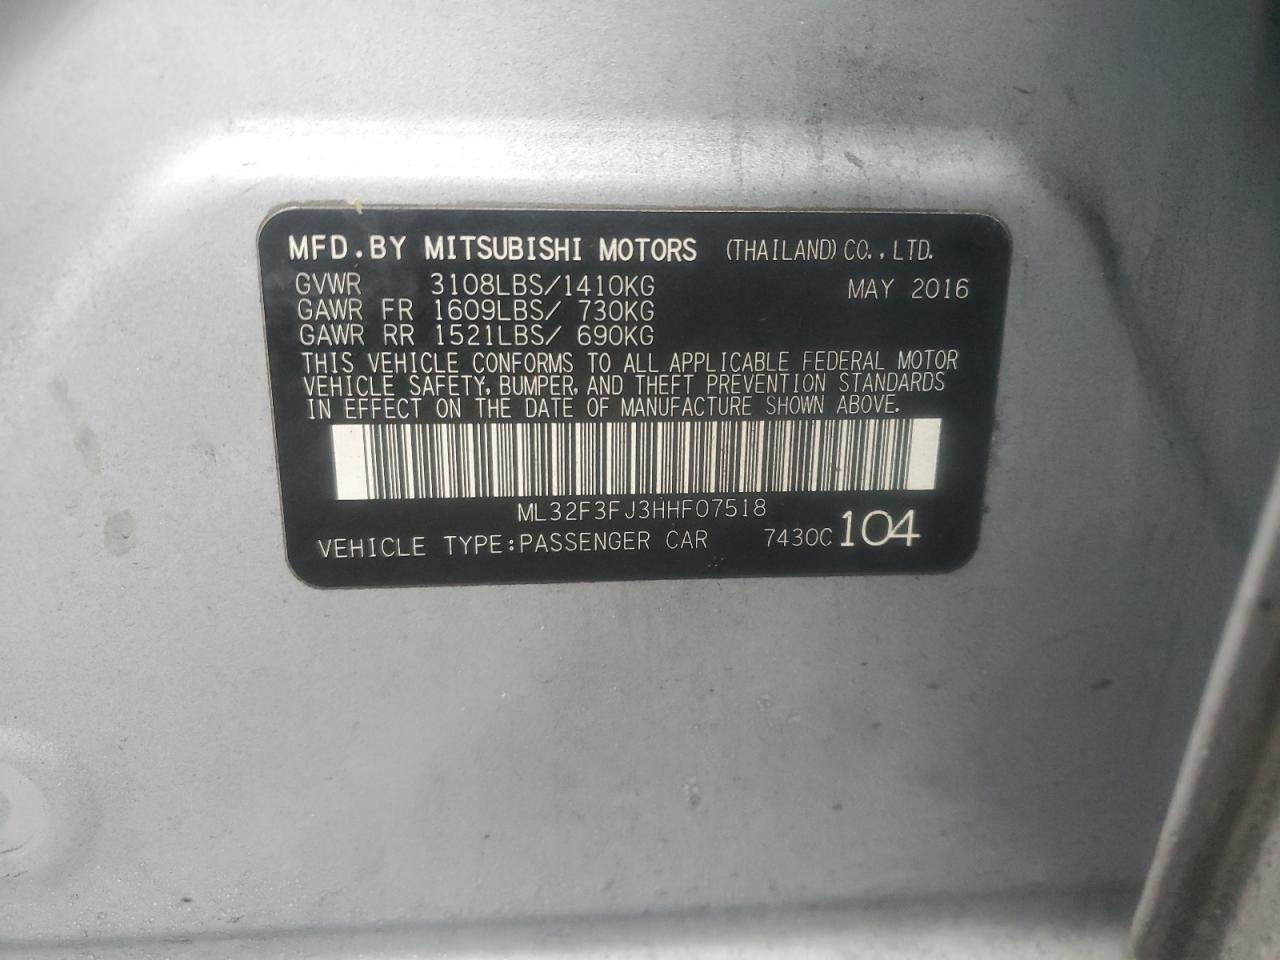 MFD.BY MITSUBISHI MOTORS (THAILAND) CO., LTD.
GVWR 3108LBS/1410KG MAY 2016
GAWR FR 1609LBS/ 730KG
GAWR RR 1521LBS/ 690KG
THIS VEHICLE CONFORMS TO ALL APPLICABLE FEDERAL MOTOR
VEHICLE SAFETY, BUMPER, AND THEFT PREVENTION STANDARDS
IN EFFECT ON THE DATE OF MANUFACTURE SHOWN ABOVE.
ML32F3FJ3HHF07518
VEHICLE TYPE:PASSENGER CAR 7430C 104